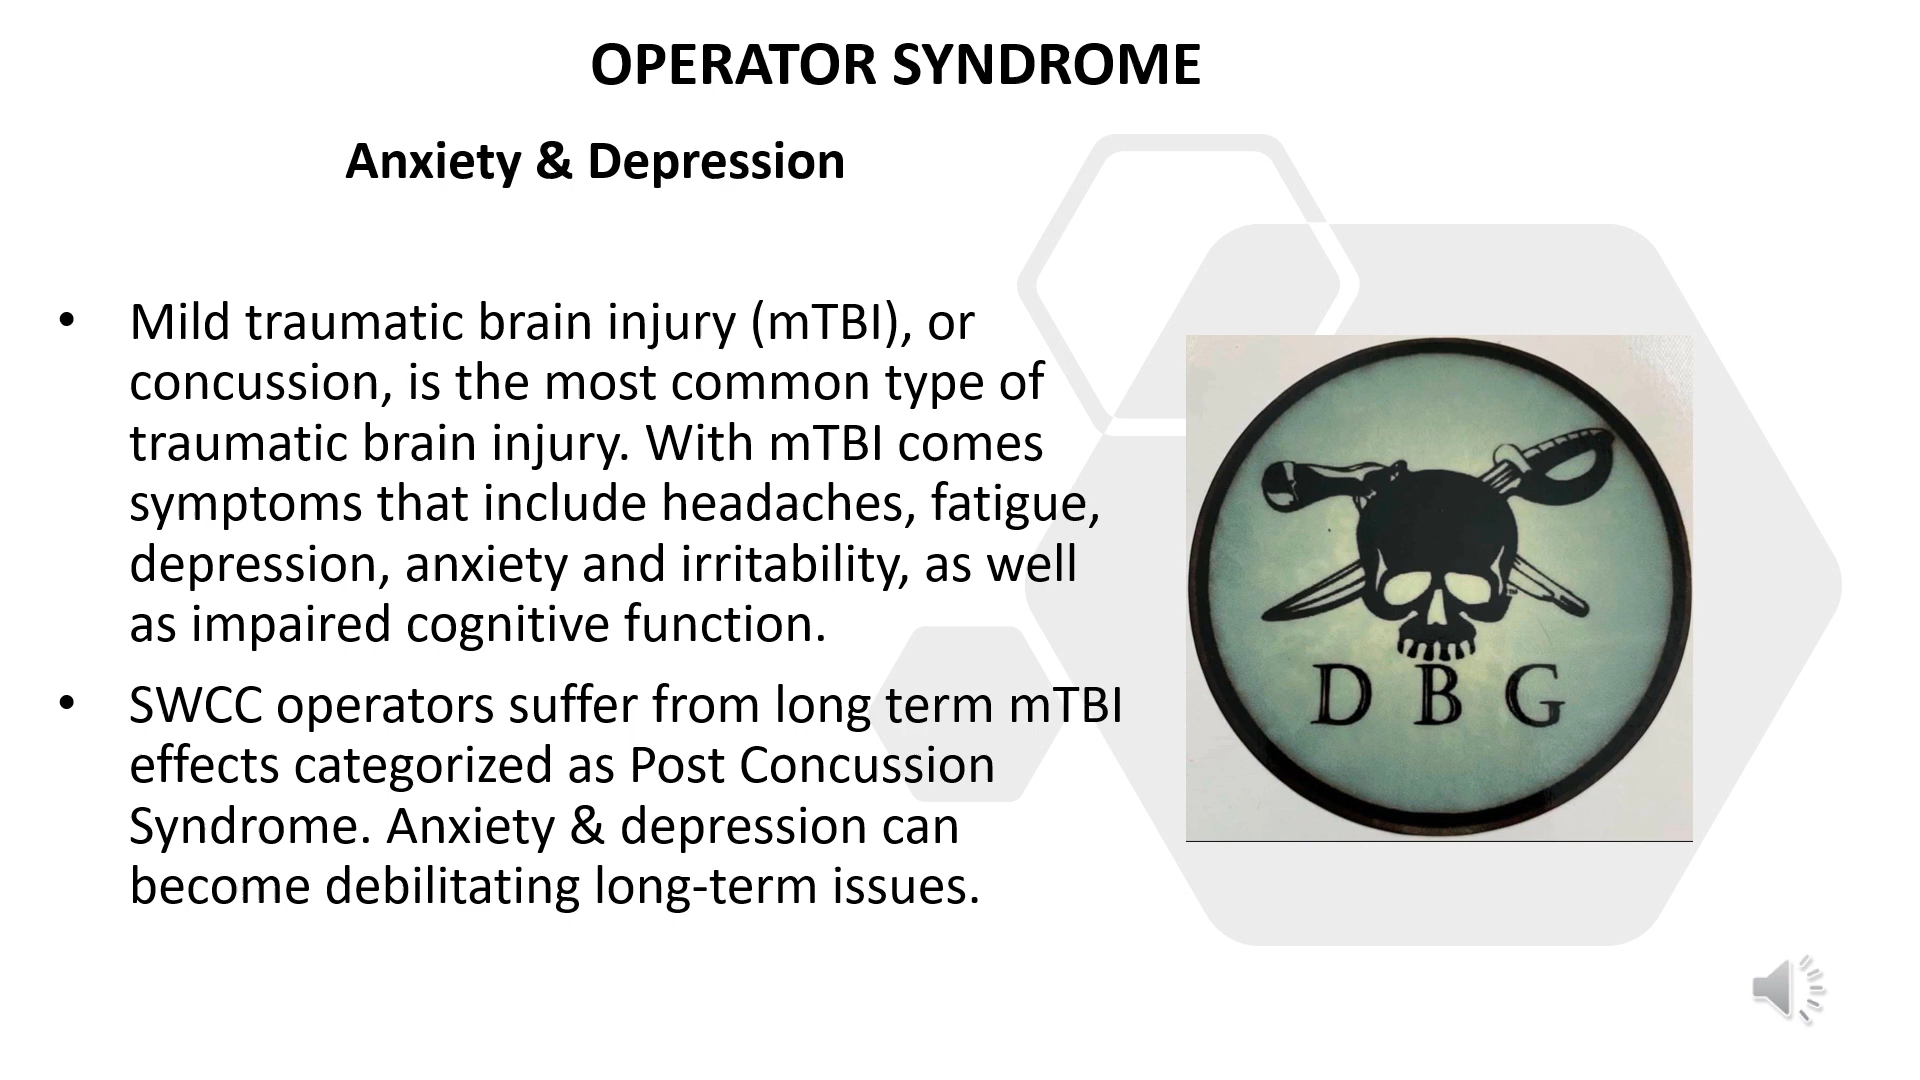 OPERATOR SYNDROME
Anxiety & Depression
• Mild traumatic brain injury (mTBI), or
concussion, is the most common type of
traumatic brain injury. With mTBI comes
symptoms that include headaches, fatigue,
depression, anxiety and irritability, as well
as impaired cognitive function.
• SWCC operators suffer from long term mTBI
effects categorized as Post Concussion
Syndrome. Anxiety & depression can
become debilitating long-term issues.
D B G